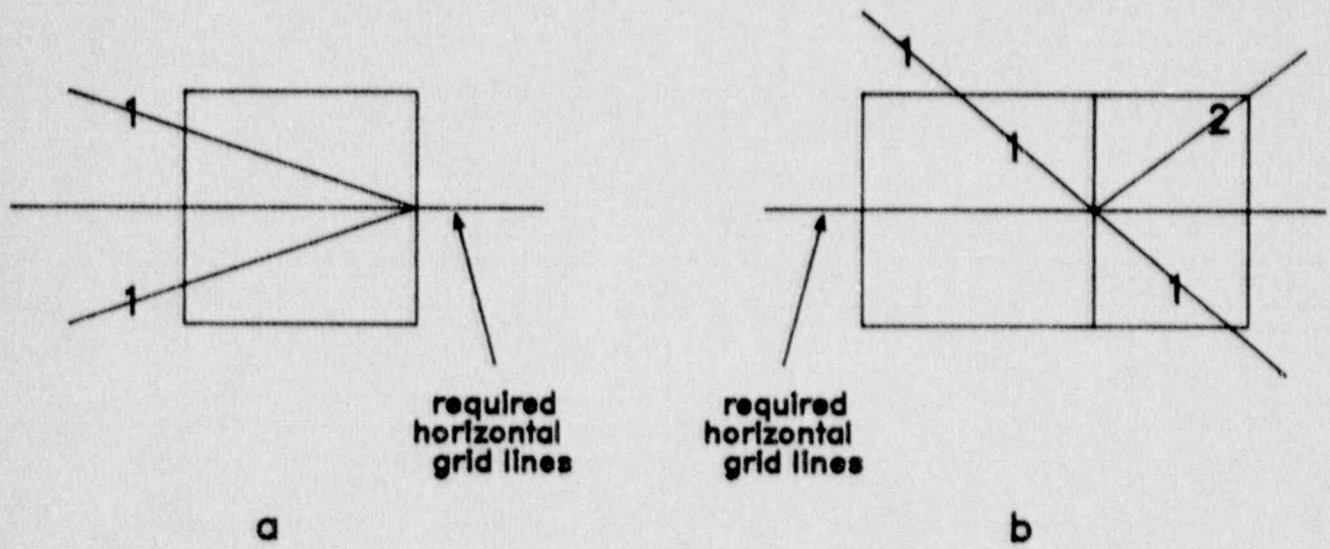 1
1
required
horizontal
grid lines
a
1
1
2
1
required
horizontal
grid lines
b